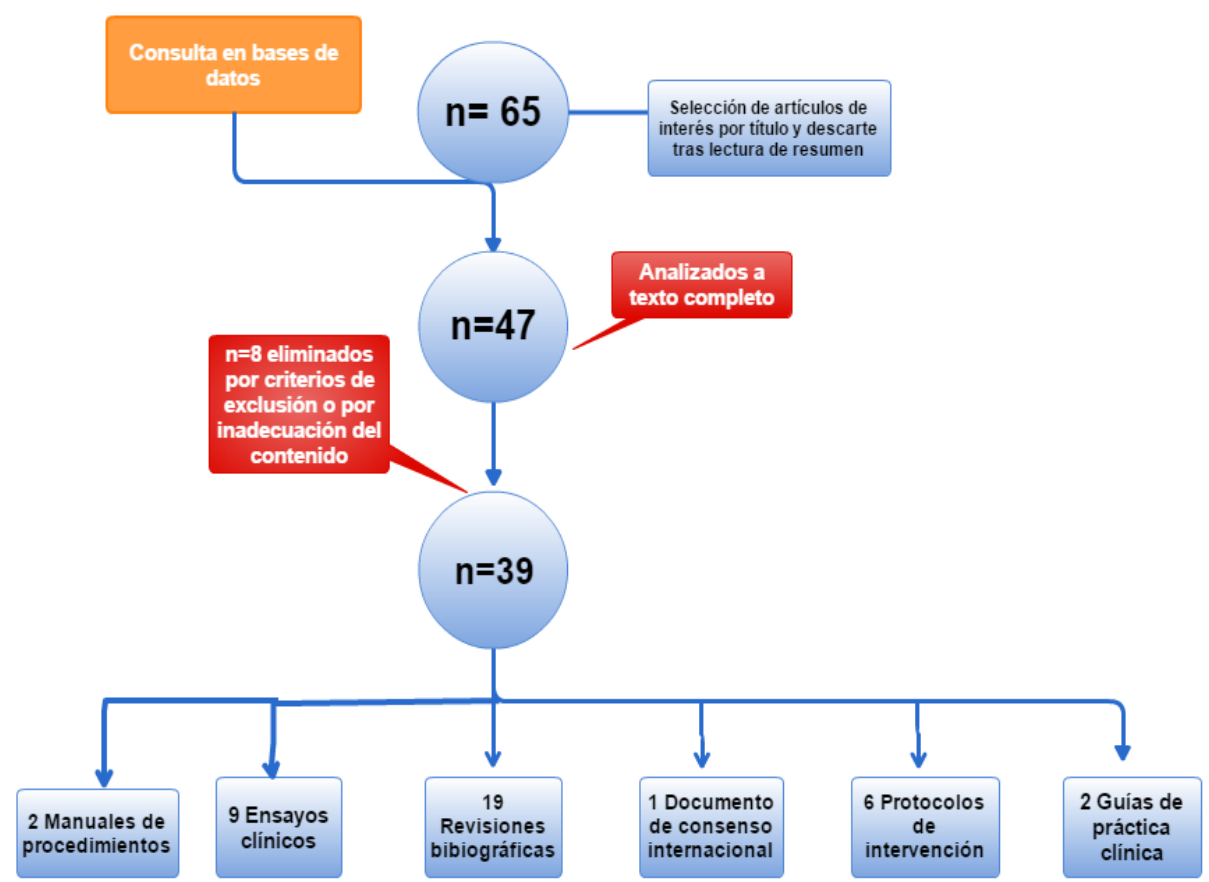 Consulta en bases de
datos
n= 65
Selección de artículos de
interés por título y descarte
tras lectura de resumen
n=47
Analizados a
texto completo
n=8 eliminados
por criterios de
exclusión o por
inadecuación del
contenido
n=39
2 Manuales de
procedimientos
9 Ensayos
clínicos
19
Revisiones
bibiográficas
1 Documento
de consenso
internacional
6 Protocolos
de
intervención
2 Guías de
práctica
clínica